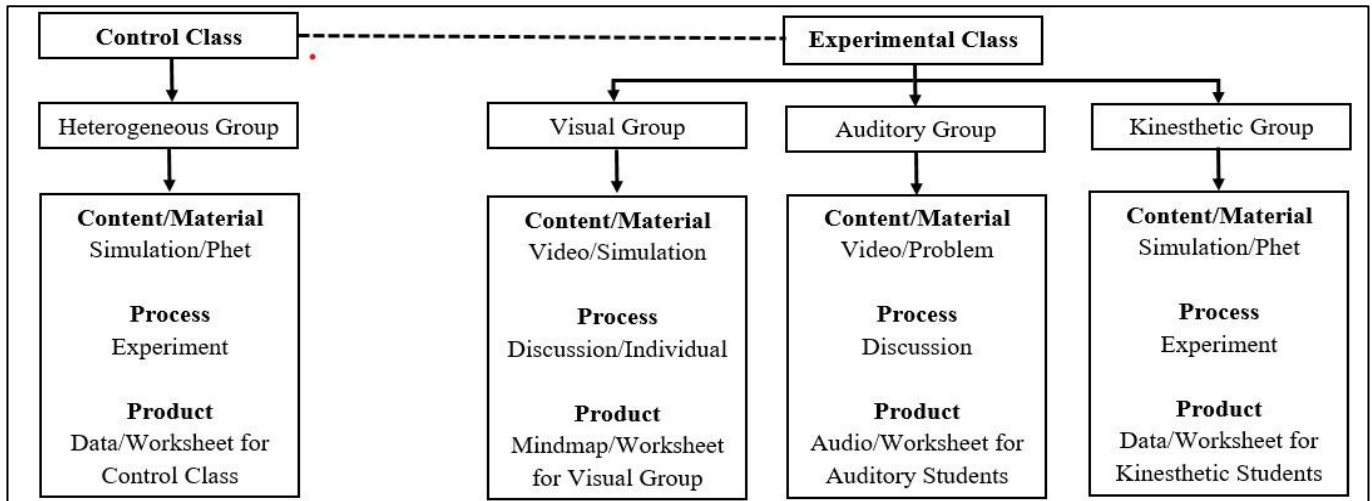 Control Class
Experimental Class
Heterogeneous Group
Visual Group
Auditory Group
Kinesthetic Group
Content/Material
Simulation/Phet
Process
Experiment
Product
Data/Worksheet for
Control Class
Content/Material
Video/Simulation
Process
Discussion/Individual
Product
Mindmap/Worksheet
for Visual Group
Content/Material
Video/Problem
Process
Discussion
Product
Audio/Worksheet for
Auditory Students
Content/Material
Simulation/Phet
Process
Experiment
Product
Data/Worksheet for
Kinesthetic Students